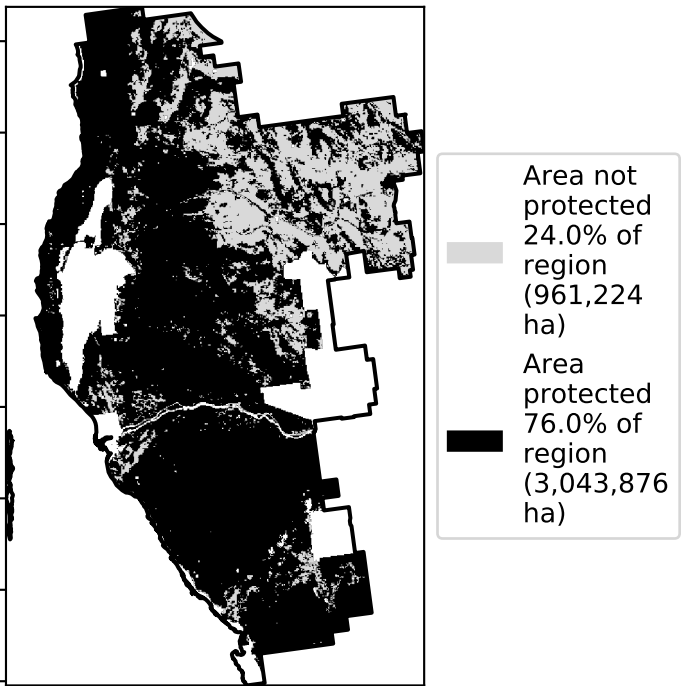 Area not
protected
24.0% of
region
(961,224
ha)
Area
protected
76.0% of
region
(3,043,876
ha)